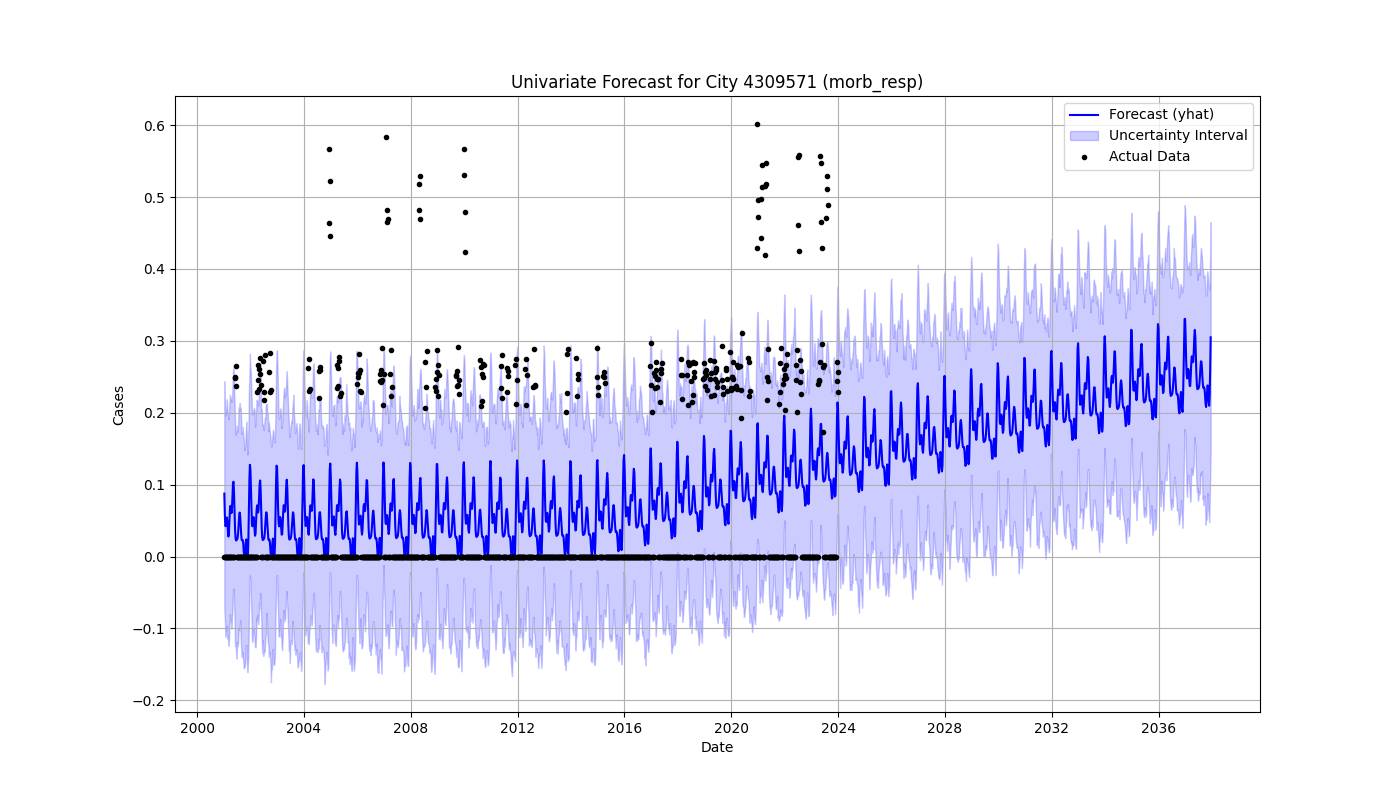 Univariate Forecast for City 4309571 (morb_resp)
Forecast (yhat)
Uncertainty Interval
Actual Data
Cases
0.6
0.5
0.4
0.3
0.2
0.1
0.0
−0.1
−0.2
2000 2004 2008 2012 2016 2020 2024 2028 2032 2036
Date